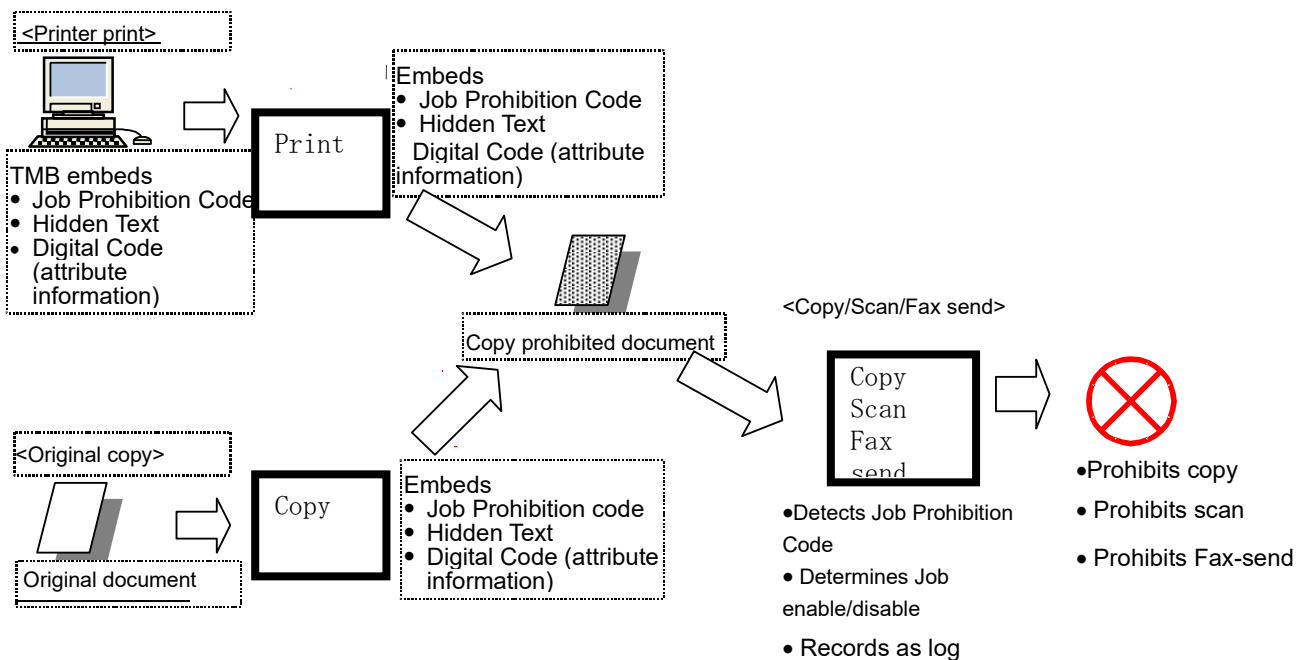 <Printer print>
TMB embeds
• Job Prohibition Code
• Hidden Text
• Digital Code
(attribute
information)
Print
Embeds
• Job Prohibition Code
• Hidden Text
Digital Code (attribute
information)
Copy prohibited document
<Original copy>
Original document
Copy
Embeds
• Job Prohibition code
• Hidden Text
• Digital Code (attribute
information)
<Copy/Scan/Fax send>
Copy
Scan
Fax
send
•Detects Job Prohibition
Code
• Determines Job
enable/disable
• Records as log
•Prohibits copy
• Prohibits scan
• Prohibits Fax-send